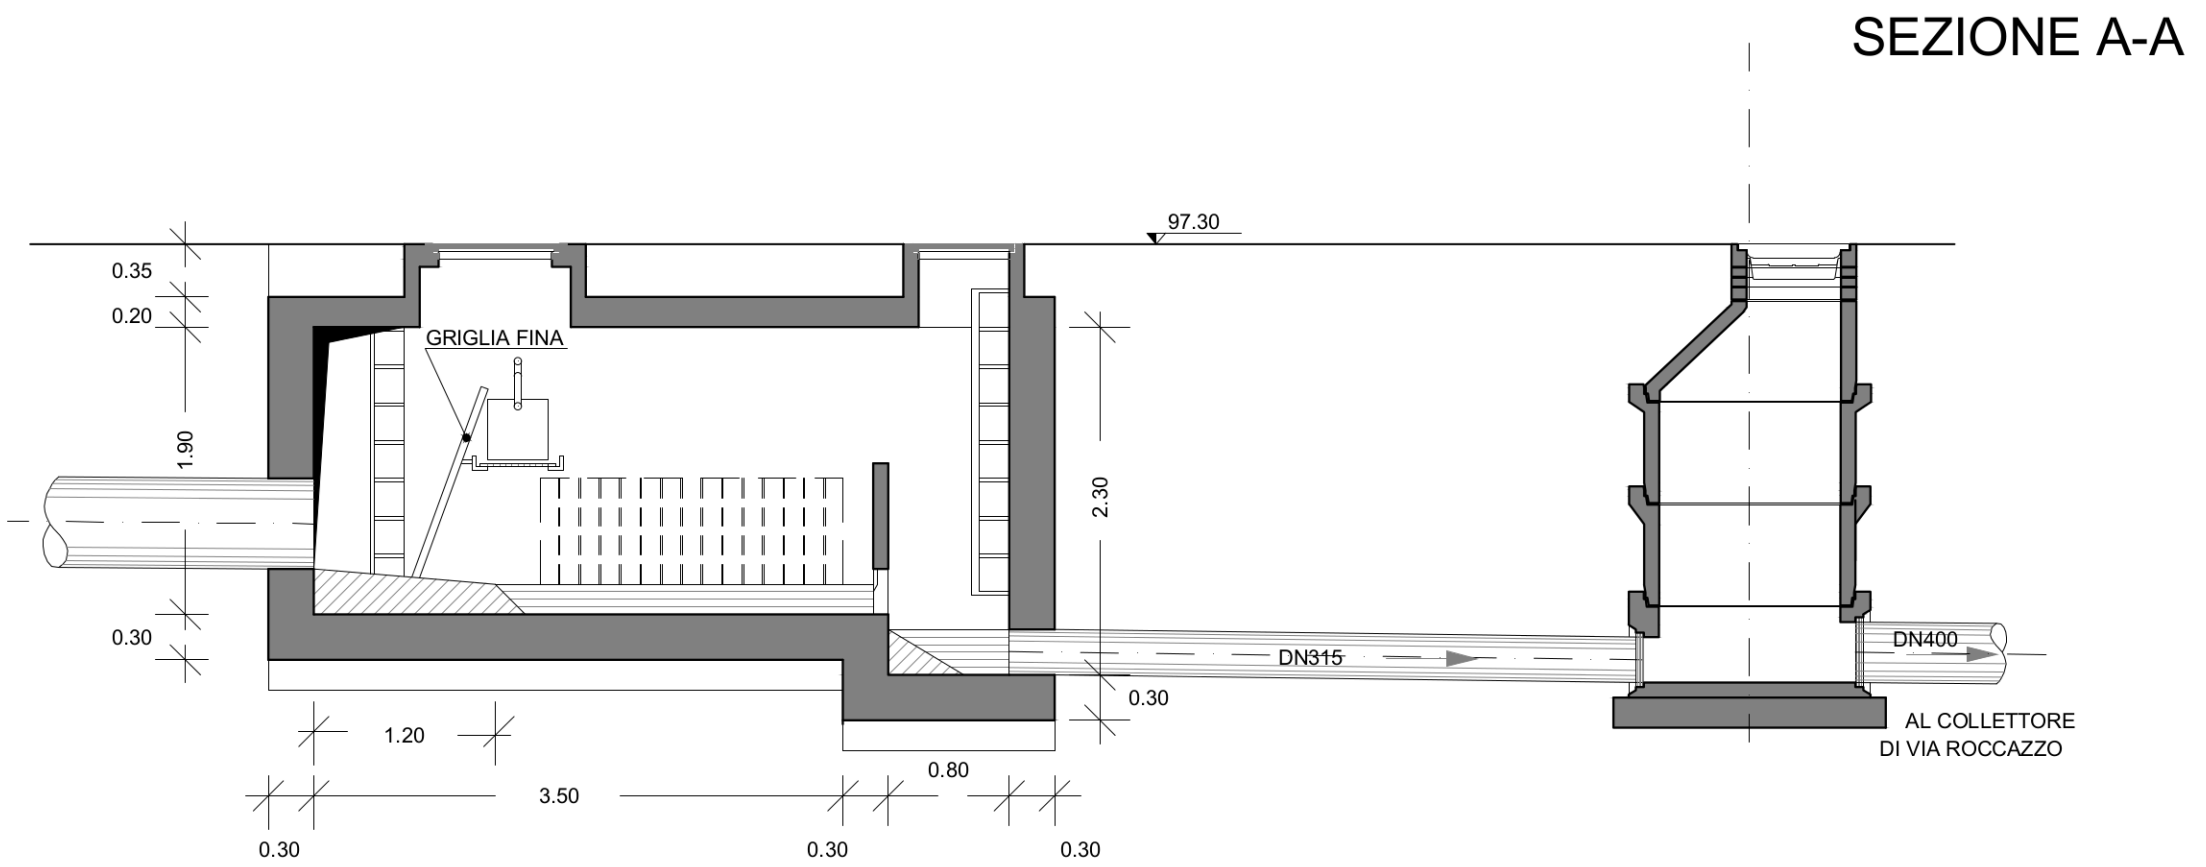 SEZIONE A-A
97.30
0.35
0.20
GRIGLIA FINA
1.90
2.30
0.30
DN315
DN400
0.30
AL COLLETTORE
DI VIA ROCCAZZO
1.20
0.80
3.50
0.30
0.30
0.30